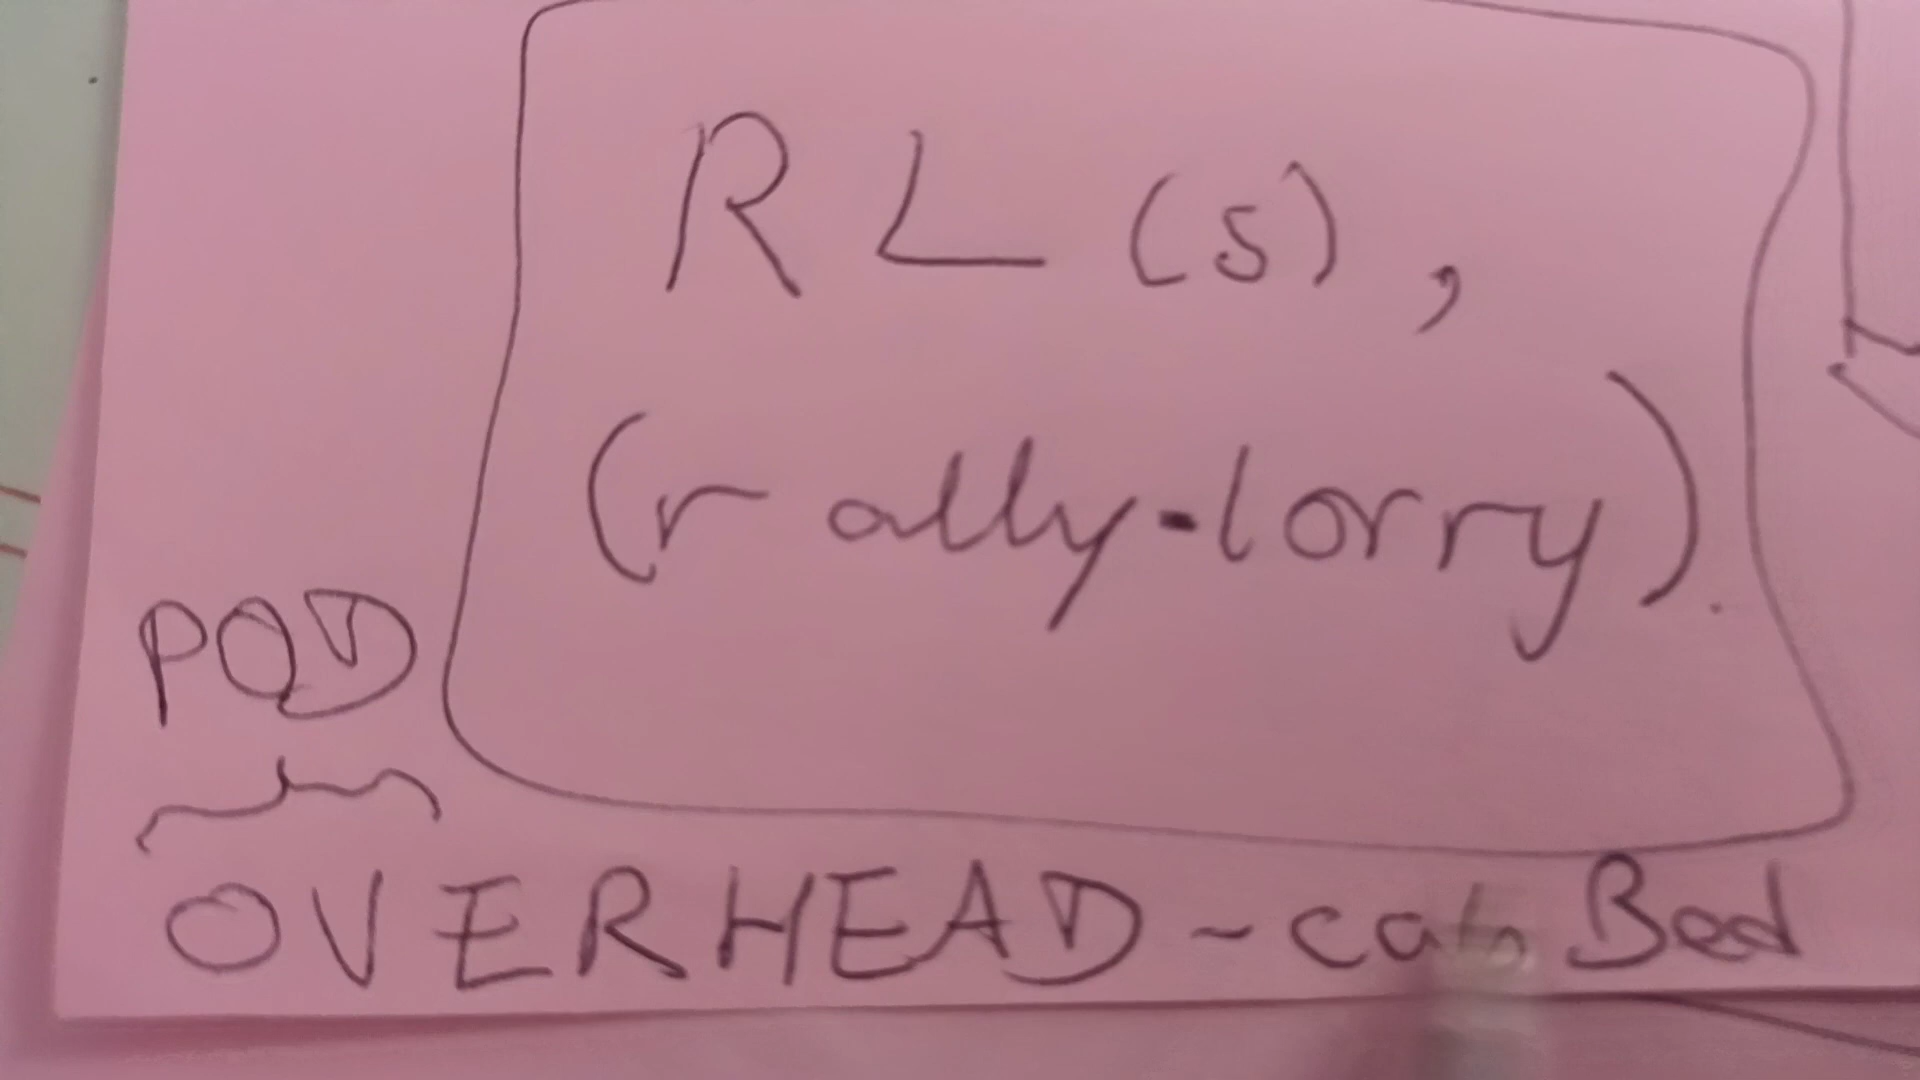 RL(s),
(rally-lorry).
POD
OVERHEAD - cab Bed